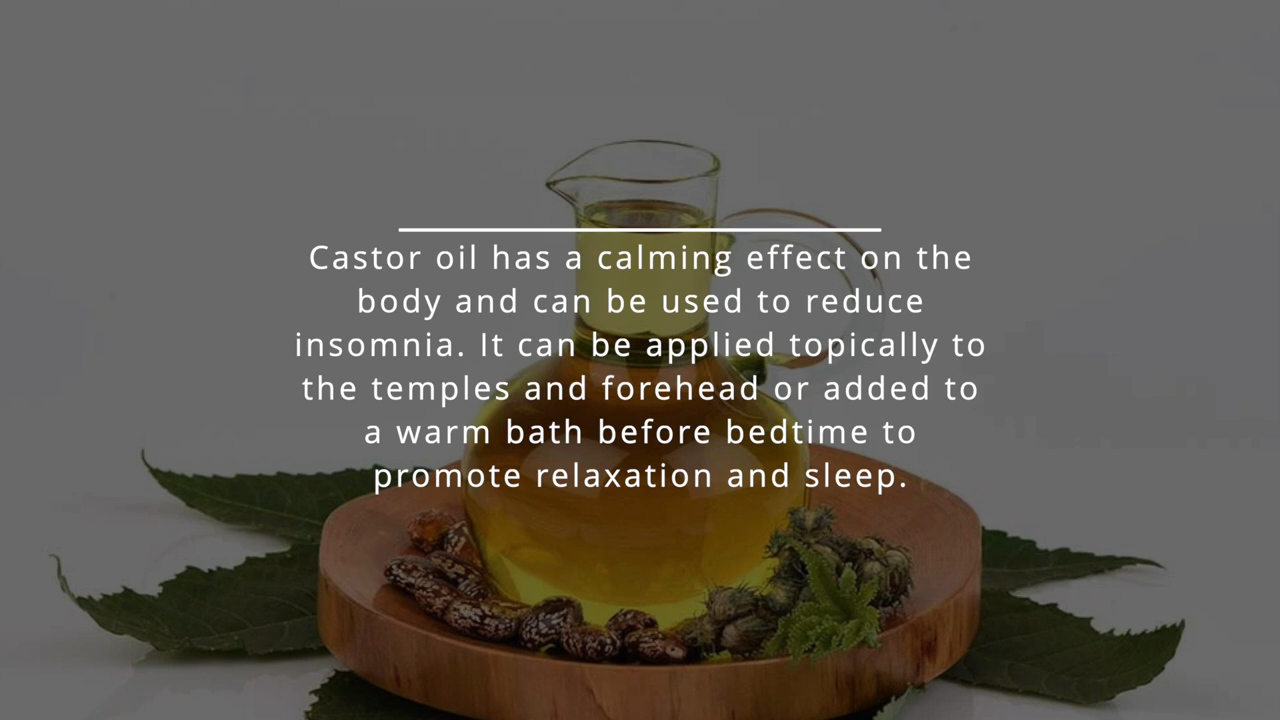 Castor oil has a calming effect on the
body and can be used to reduce
insomnia. It can be applied topically to
the temples and forehead or added to
a warm bath before bedtime to
promote relaxation and sleep.